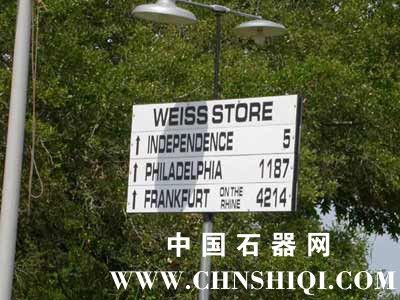 WEISS STORE
↑ INDEPENDENCE 5
↑ PHILADELPHIA 1187
↑ FRANKFURT ON THE RHINE 4214
中国石器网
WWW.CHNSHIQI.COM